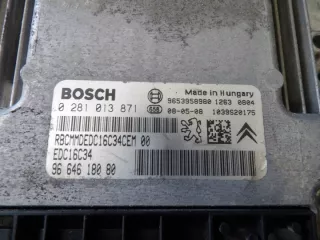 BOSCH
Made in Hungary
9653958980 1263 0804
0 281 013 871
08-05-08 1039S20175
RBCMMDEDC16C34CEM 00
EDC16C34
96 646 180 80